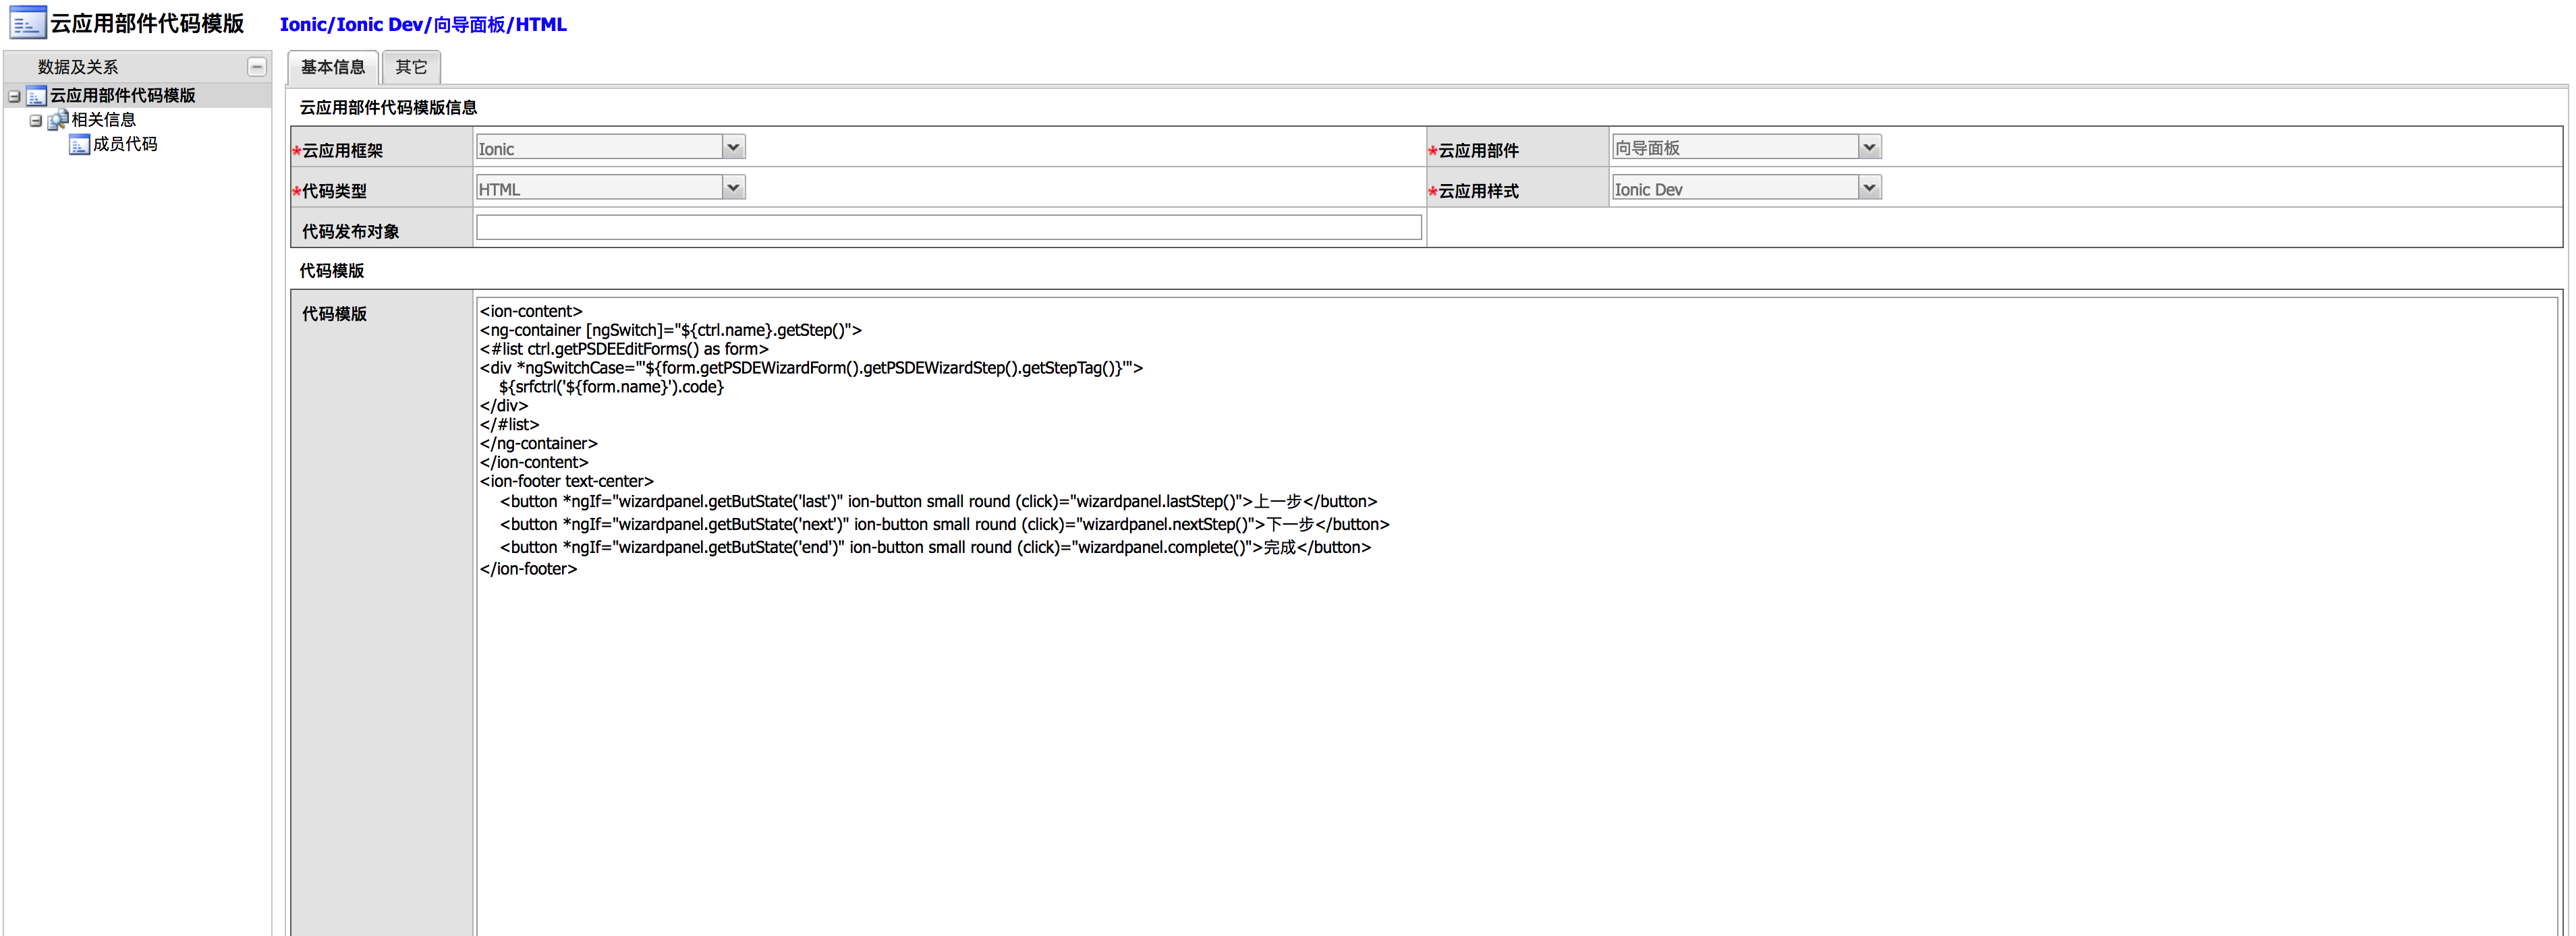 云应用部件代码模版
Ionic/Ionic Dev/向导面板/HTML
数据及关系
云应用部件代码模版
相关信息
成员代码
基本信息 其它
云应用部件代码模版信息
*云应用框架 Ionic *云应用部件 向导面板
*代码类型 HTML *云应用样式 Ionic Dev
代码发布对象
代码模版
代码模版
<ion-content>
<ng-container [ngSwitch]="${ctrl.name}.getStep()">
<#list ctrl.getPSDEEditForms() as form>
<div *ngSwitchCase="'${form.getPSDEWizardForm().getPSDEWizardStep().getStepTag()}'">
${srfctrl('${form.name}').code}
</div>
</#list>
</ng-container>
</ion-content>
<ion-footer text-center>
<button *ngIf="wizardpanel.getButState('last')" ion-button small round (click)="wizardpanel.lastStep()">上一步</button>
<button *ngIf="wizardpanel.getButState('next')" ion-button small round (click)="wizardpanel.nextStep()">下一步</button>
<button *ngIf="wizardpanel.getButState('end')" ion-button small round (click)="wizardpanel.complete()">完成</button>
</ion-footer>